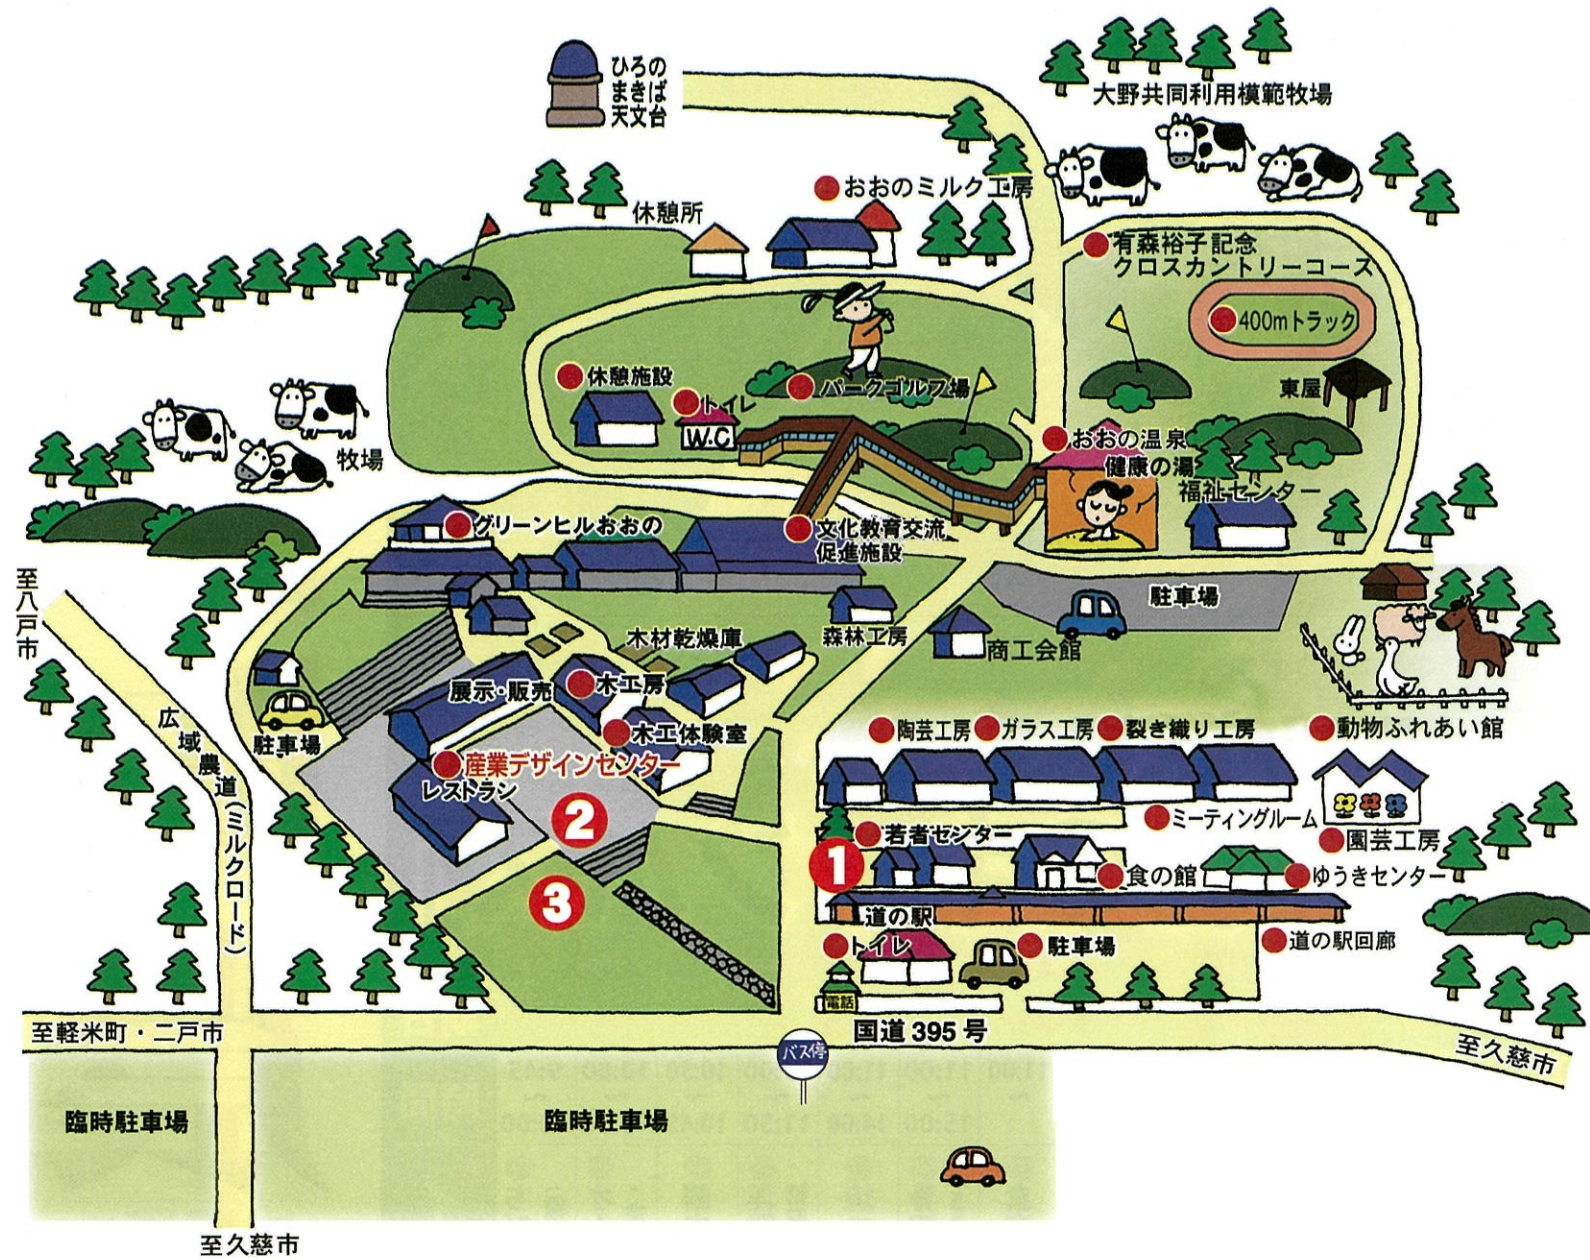 ひろの
まきば
天文台
大野共同利用模範牧場
おおのミルク工房
休憩所
有森裕子記念
クロスカントリーコース
400mトラック
休憩施設
トイレ
W.C
パークゴルフ場
東屋
おおの温泉
健康の湯
福祉センター
牧場
グリーンヒルおおの
文化教育交流
促進施設
至八戸市
駐車場
木材乾燥庫
森林工房
商工会館
展示・販売
木工房
木工体験室
駐車場
広域農道(ミルクロード)
産業デザインセンター
レストラン
陶芸工房
ガラス工房
裂き織り工房
動物ふれあい館
2
ミーティングルーム
若者センター
園芸工房
1
食の館
ゆうきセンター
3
道の駅
トイレ
駐車場
道の駅回廊
電話
至軽米町・二戸市
国道395号
バス停
至久慈市
臨時駐車場
臨時駐車場
至久慈市